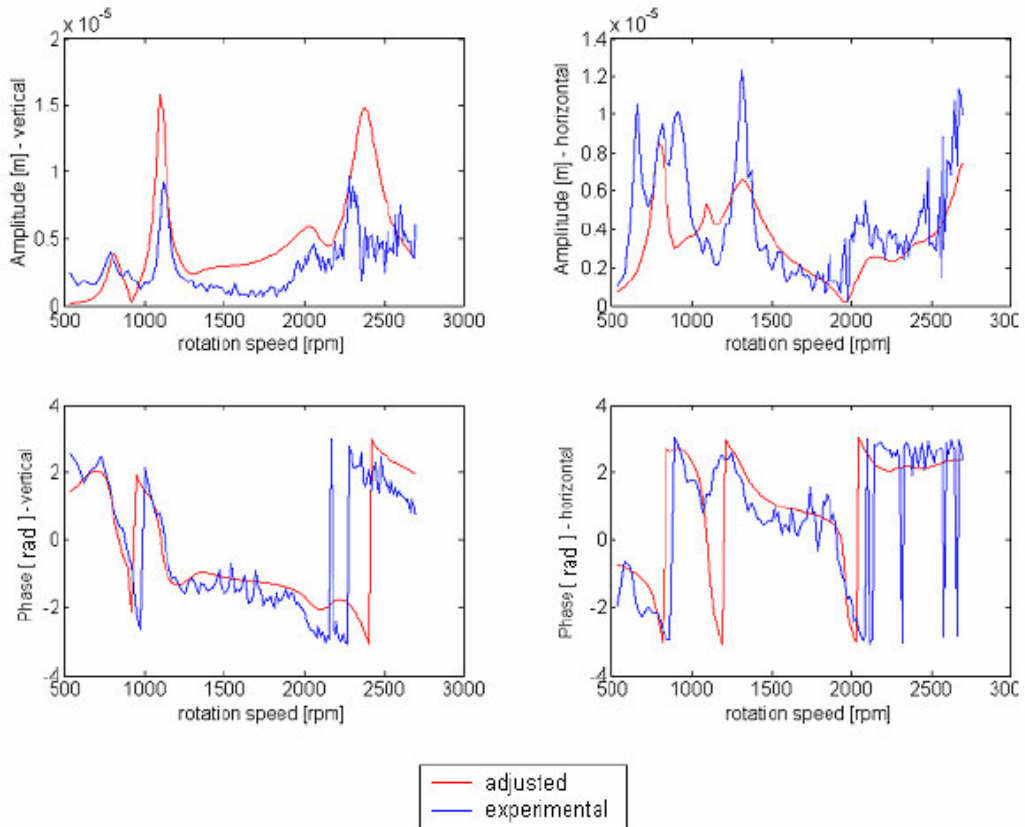 x 10⁻⁵
2
1.5
1
0.5
0
Amplitude [m] - vertical
500 1000 1500 2000 2500 3000
rotation speed [rpm]
x 10⁻⁵
1.4
1.2
1
0.8
0.6
0.4
0.2
0
Amplitude [m] - horizontal
500 1000 1500 2000 2500 300
rotation speed [rpm]
4
2
0
-2
-4
Phase [ rad ] - vertical
500 1000 1500 2000 2500 3000
rotation speed [rpm]
4
2
0
-2
-4
Phase [ rad ] - horizontal
500 1000 1500 2000 2500 300
rotation speed [rpm]
adjusted
experimental